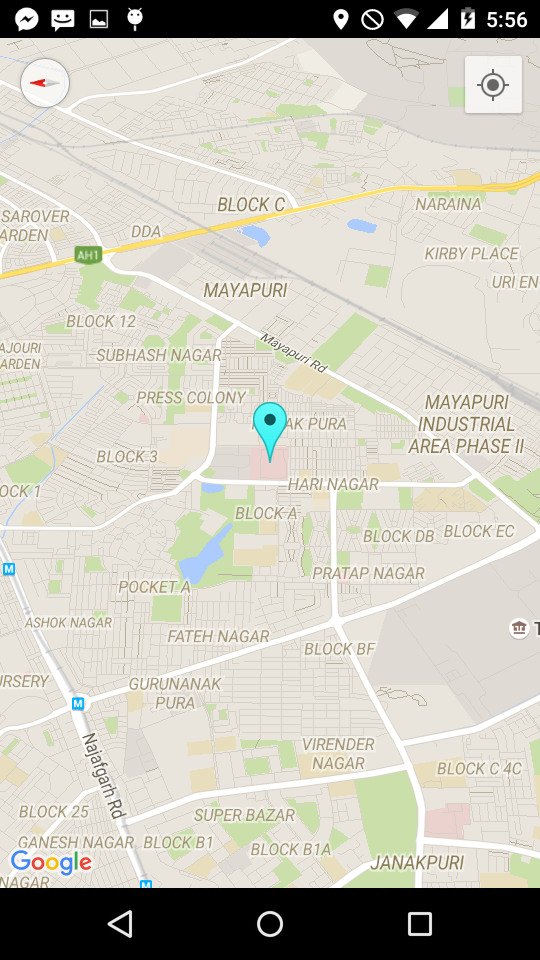 5:56
BLOCK C
NARAINA
SAROVER
ARDEN
DDA
AH1
KIRBY PLACE
URI EN
MAYAPURI
BLOCK 12
Mayapuri Rd
AJOURI
ARDEN
SUBHASH NAGAR
PRESS COLONY
MAYAPURI
INDUSTRIAL
AREA PHASE II
AK PURA
BLOCK 3
HARI NAGAR
OCK 1
BLOCK A
BLOCK DB
BLOCK EC
M
POCKET A
PRATAP NAGAR
ASHOK NAGAR
FATEH NAGAR
T
BLOCK BF
URSERY
GURUNANAK
PURA
M
Najafgarh Rd
VIRENDER
NAGAR
BLOCK C 4C
BLOCK 25
SUPER BAZAR
GANESH NAGAR
BLOCK B1
BLOCK B1A
JANAKPURI
Google
NAGAR
M